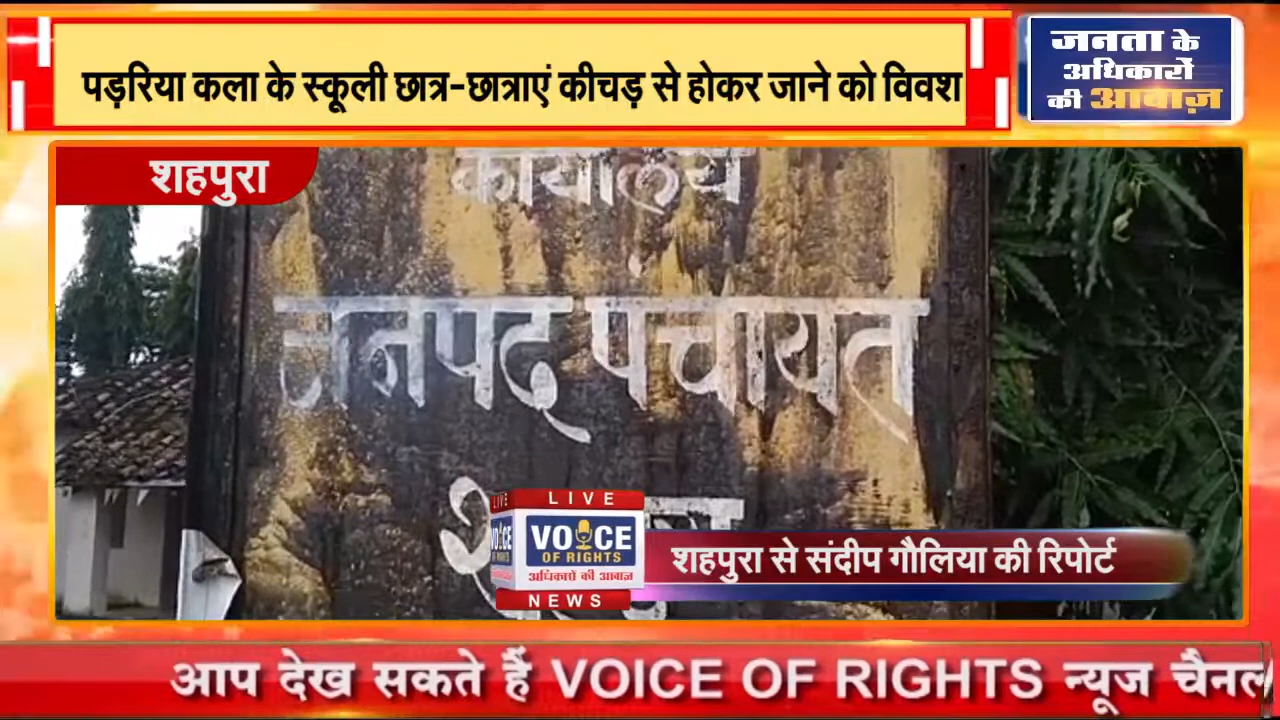 पड़रिया कला के स्कूली छात्र-छात्राएं कीचड़ से होकर जाने को विवश
जनता के
अधिकारों
की आवाज़
शहपुरा
कार्यालय
जनपद पंचायत
LIVE
VOICE
OF RIGHTS
अधिकारों की आवाज
NEWS
शहपुरा से संदीप गौलिया की रिपोर्ट
आप देख सकते हैं VOICE OF RIGHTS न्यूज चैनल